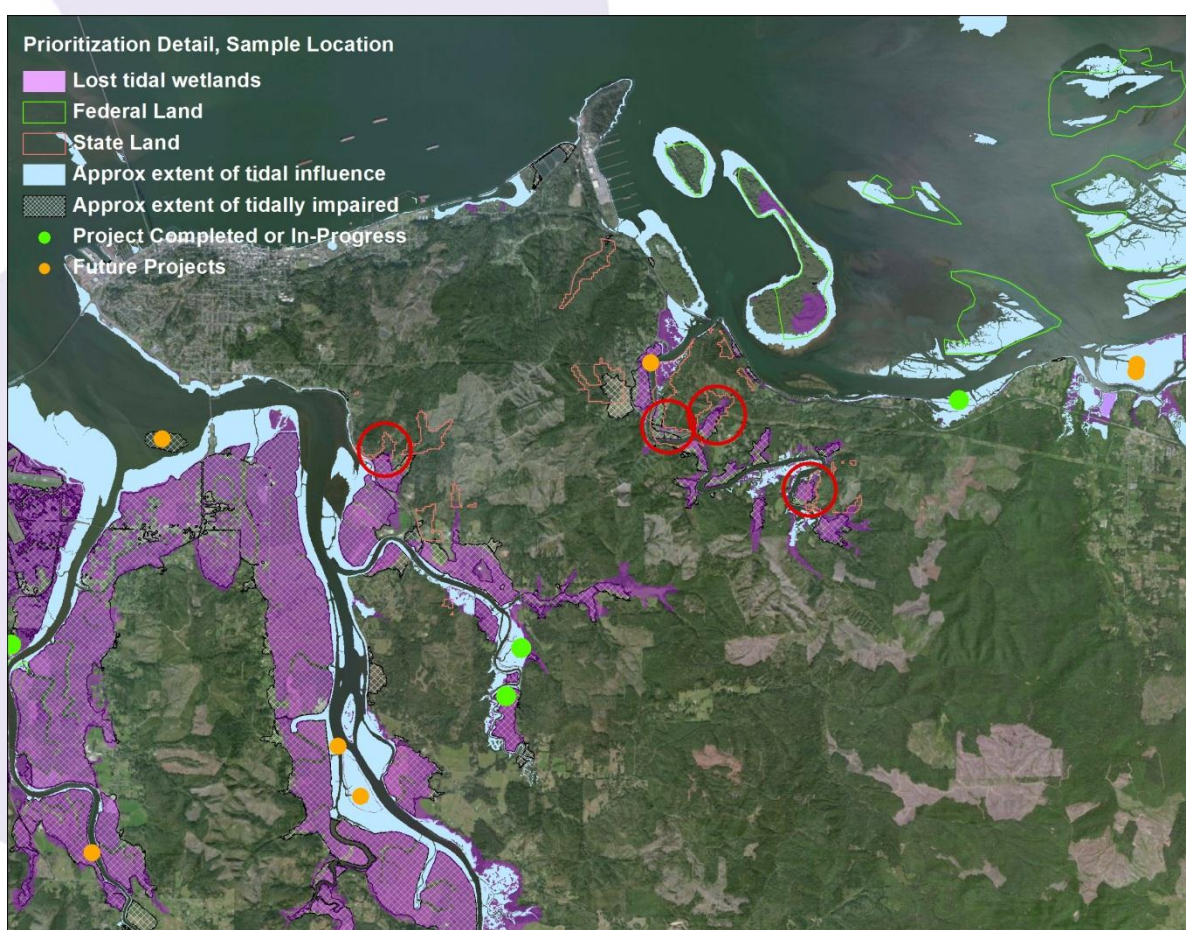 Prioritization Detail, Sample Location
Lost tidal wetlands
Federal Land
State Land
Approx extent of tidal influence
Approx extent of tidally impaired
Project Completed or In-Progress
Future Projects